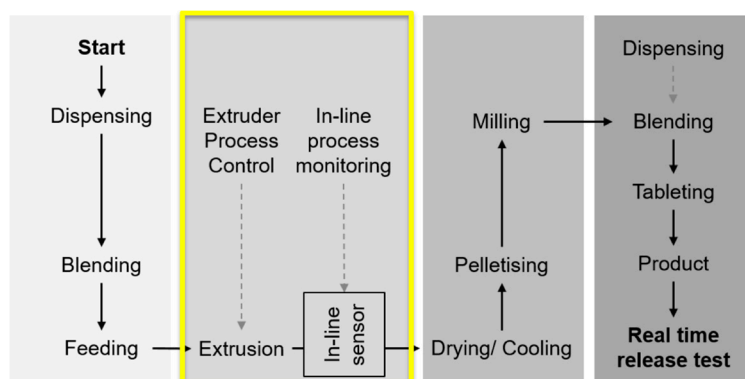 Start
Dispensing
Blending
Feeding
Extruder
Process
Control
In-line
process
monitoring
Extrusion
In-line
sensor
Milling
Pelletising
Drying/ Cooling
Dispensing
Blending
Tableting
Product
Real time
release test